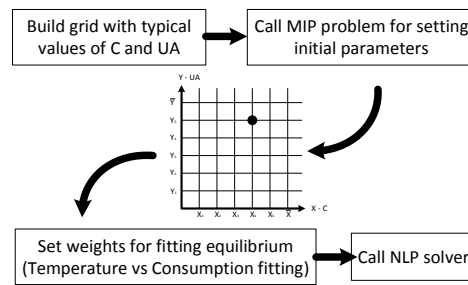 Build grid with typical
values of C and UA
Call MIP problem for setting
initial parameters
Y - UA
Y̅
X̅
X - C
Set weights for fitting equilibrium
(Temperature vs Consumption fitting)
Call NLP solver